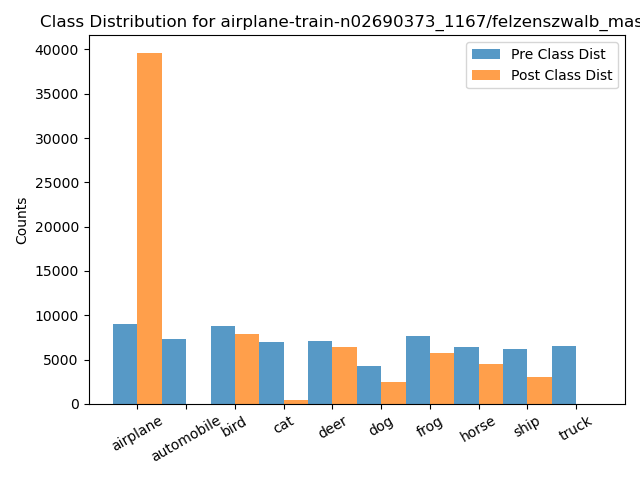 Class Distribution for airplane-train-n02690373_1167/felzenszwalb_mas
Pre Class Dist
Post Class Dist
Counts
40000
35000
30000
25000
20000
15000
10000
5000
0
airplane
automobile
bird
cat
deer
dog
frog
horse
ship
truck